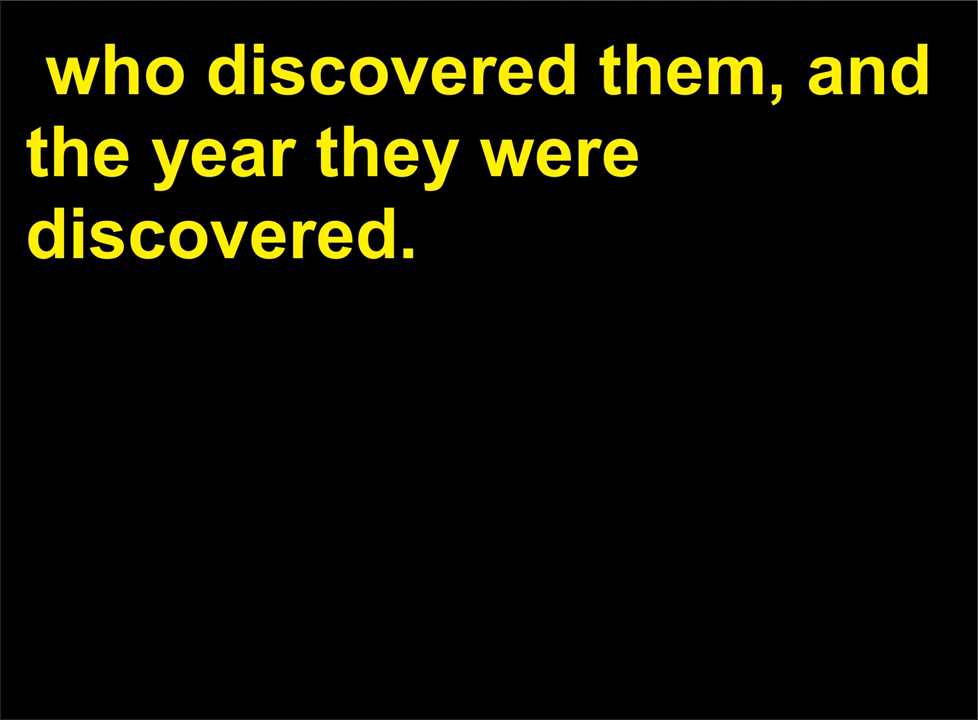 who discovered them, and
the year they were
discovered.